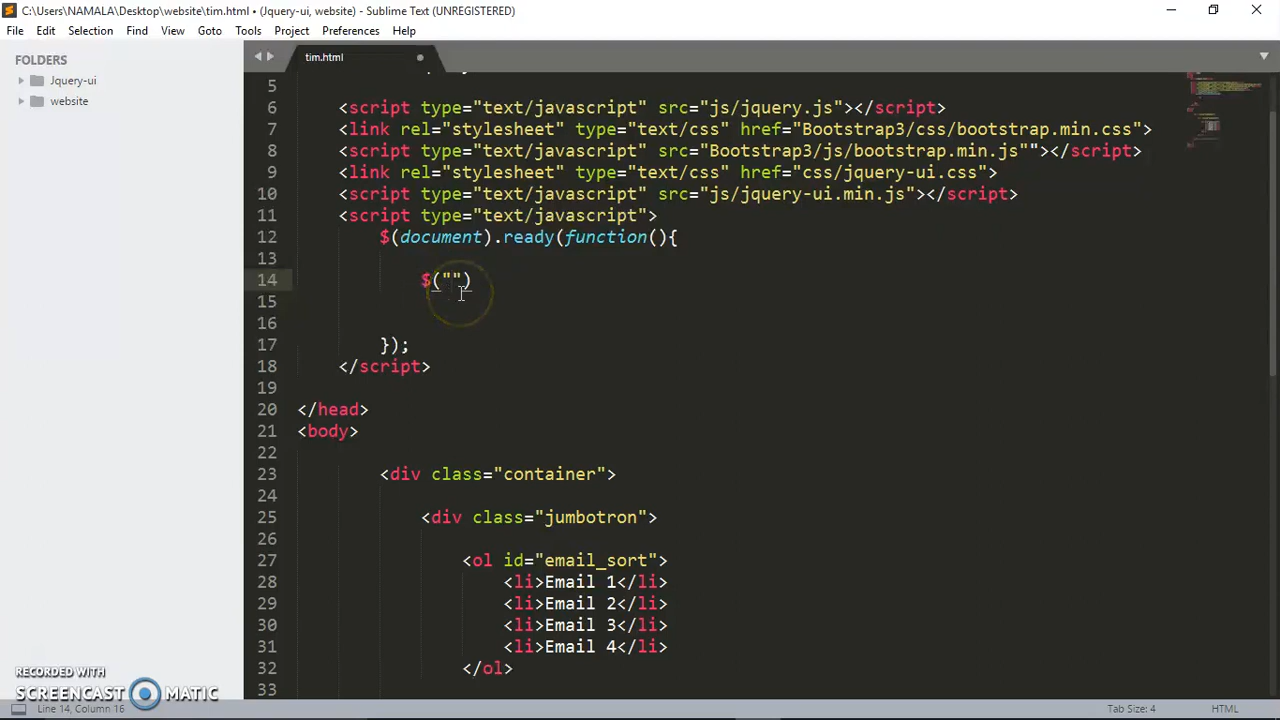 C:\Users\NAMALA\Desktop\website\tim.html • (Jquery-ui, website) - Sublime Text (UNREGISTERED)
File Edit Selection Find View Goto Tools Project Preferences Help
FOLDERS
Jquery-ui
website
tim.html
5
6 <script type="text/javascript" src="js/jquery.js"></script>
7 <link rel="stylesheet" type="text/css" href="Bootstrap3/css/bootstrap.min.css">
8 <script type="text/javascript" src="Bootstrap3/js/bootstrap.min.js""></script>
9 <link rel="stylesheet" type="text/css" href="css/jquery-ui.css">
10 <script type="text/javascript" src="js/jquery-ui.min.js"></script>
11 <script type="text/javascript">
12 $(document).ready(function(){
13
14 $("")
15
16
17 });
18 </script>
19
20 </head>
21 <body>
22
23 <div class="container">
24
25 <div class="jumbotron">
26
27 <ol id="email_sort">
28 <li>Email 1</li>
29 <li>Email 2</li>
30 <li>Email 3</li>
31 <li>Email 4</li>
32 </ol>
33
RECORDED WITH
SCREENCAST MATIC
Line 14, Column 16
Tab Size: 4
HTML